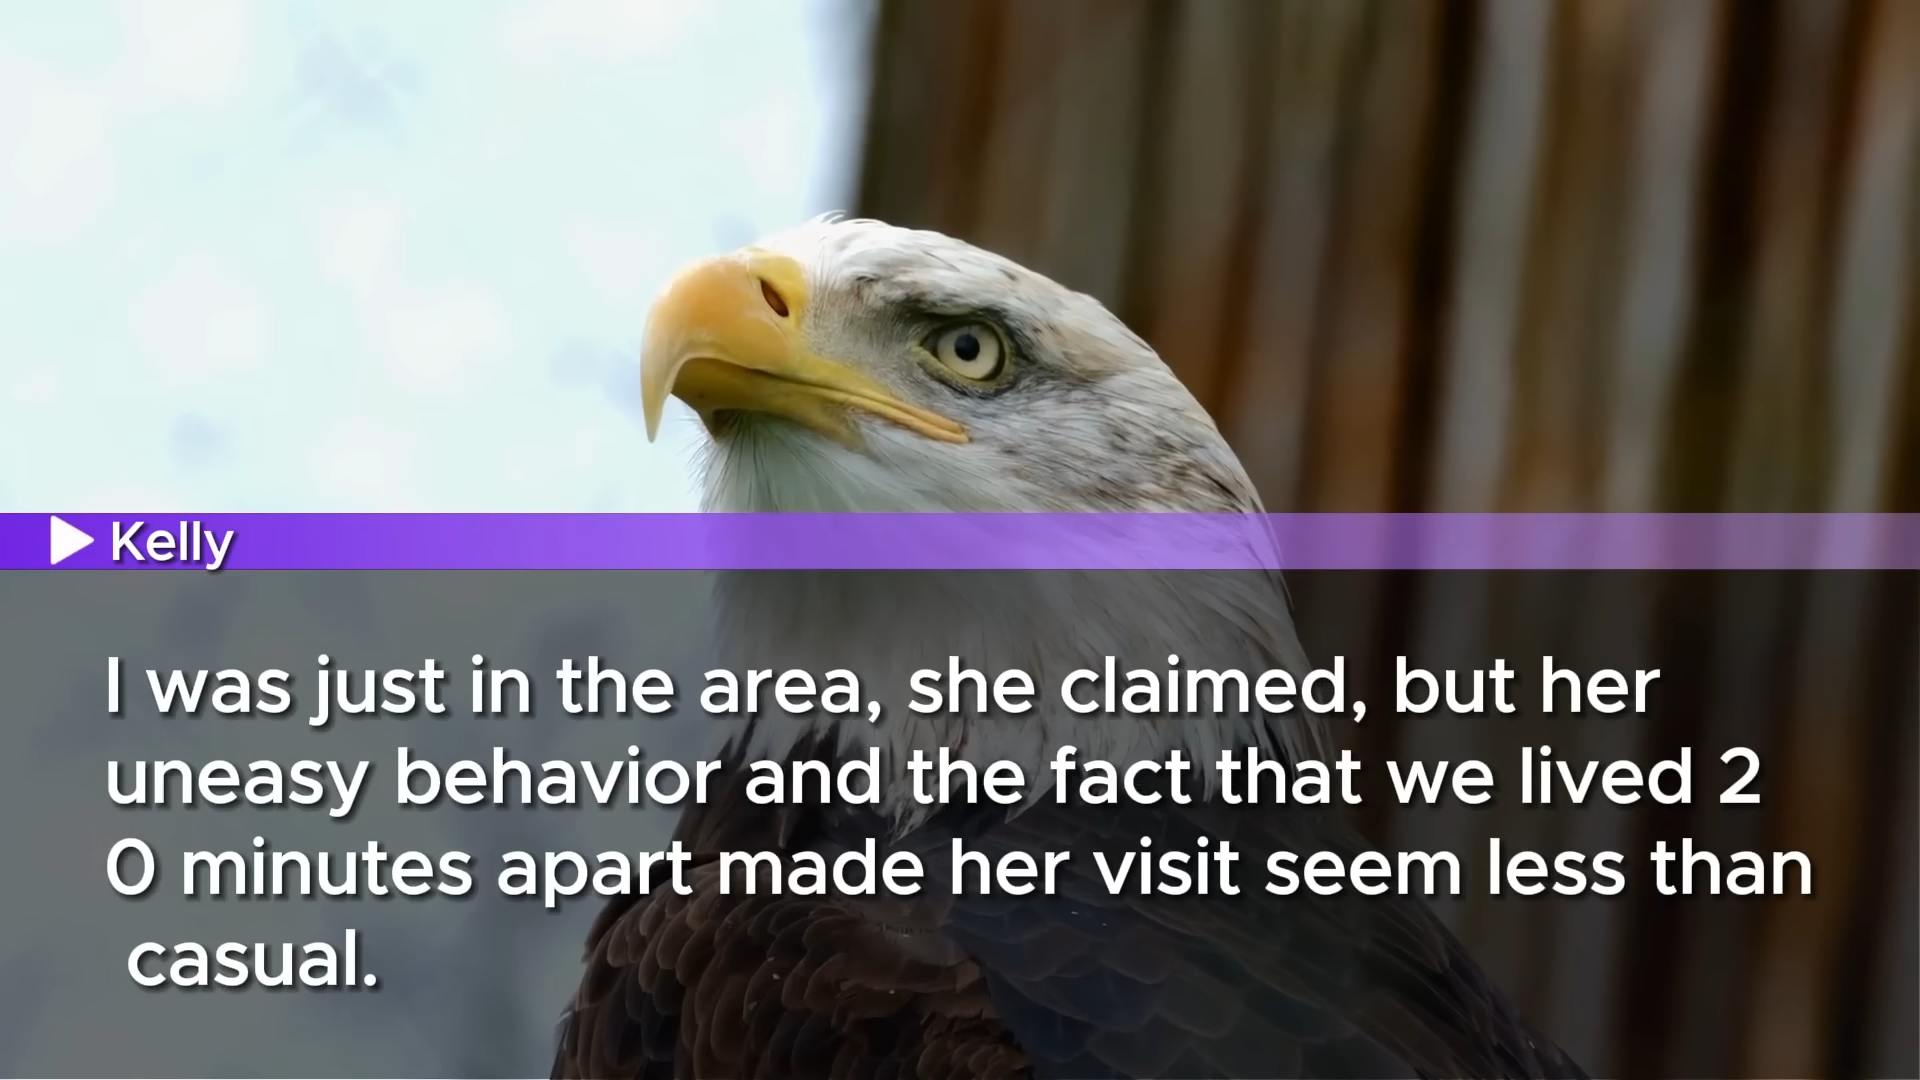 Kelly
I was just in the area, she claimed, but her
uneasy behavior and the fact that we lived 2
0 minutes apart made her visit seem less than
casual.